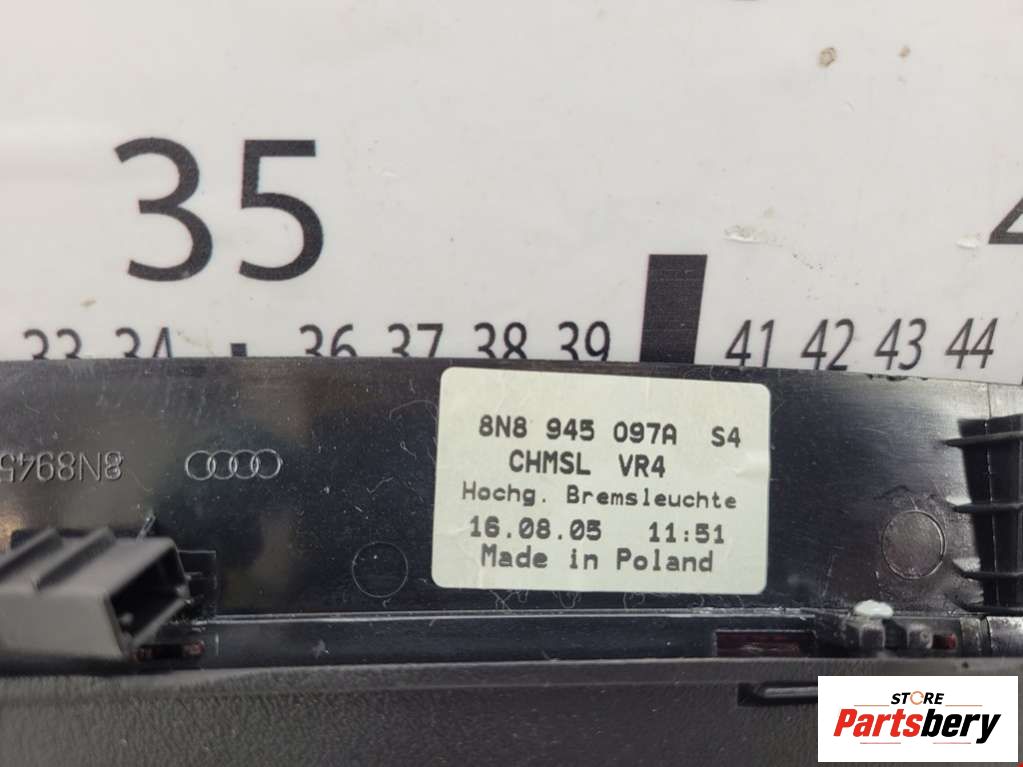 35
33 34 36 37 38 39 41 42 43 44
8N8 945 097A S4
CHMSL VR4
Hochg. Bremsleuchte
16.08.05 11:51
Made in Poland
8N8945
STORE
Partsbery